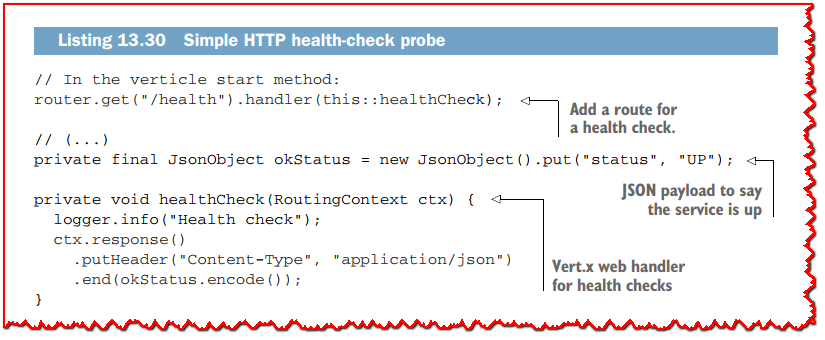 Listing 13.30 Simple HTTP health-check probe
// In the verticle start method:
router.get("/health").handler(this::healthCheck);
Add a route for
a health check.
// (...)
private final JsonObject okStatus = new JsonObject().put("status", "UP");
JSON payload to say
the service is up
private void healthCheck(RoutingContext ctx) {
  logger.info("Health check");
  ctx.response()
    .putHeader("Content-Type", "application/json")
    .end(okStatus.encode());
}
Vert.x web handler
for health checks